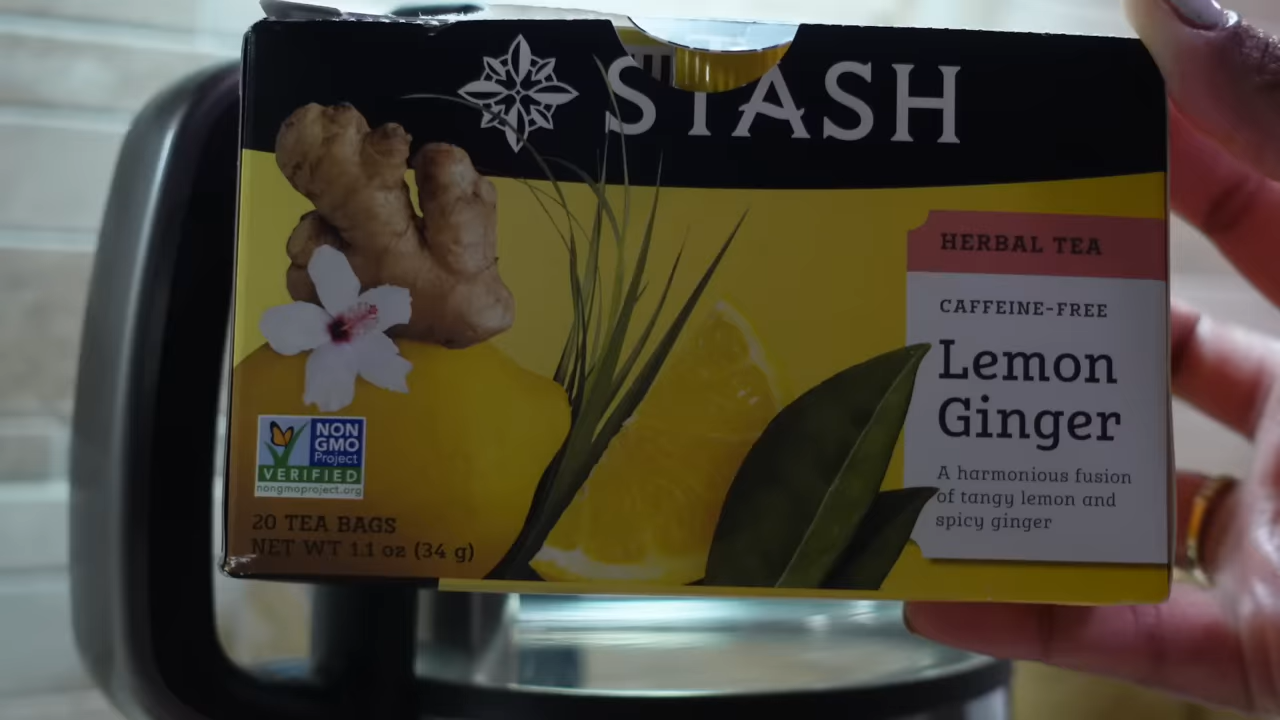 STASH
HERBAL TEA
CAFFEINE-FREE
Lemon
Ginger
A harmonious fusion
of tangy lemon and
spicy ginger
NON
GMO
Project
VERIFIED
nongmoproject.org
20 TEA BAGS
NET WT 1.1 oz (34 g)